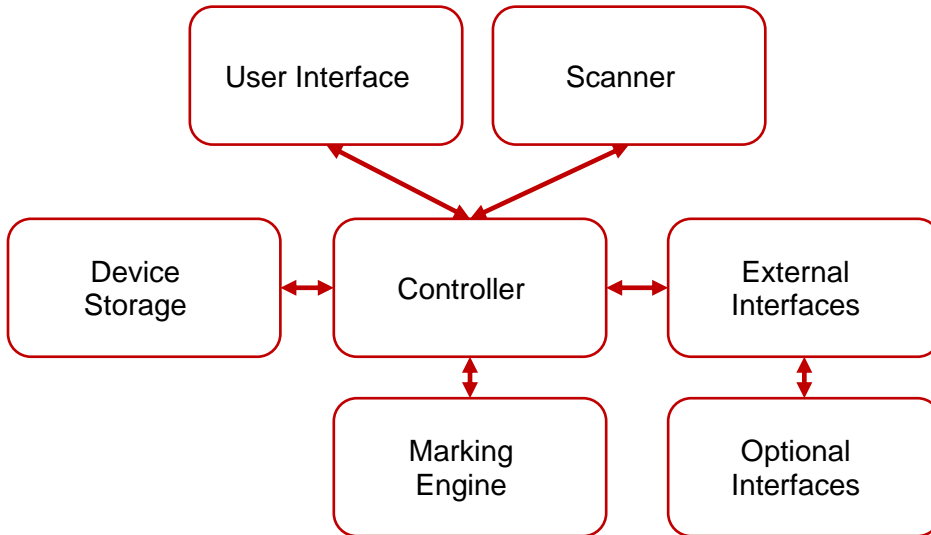 User Interface
Scanner
Device
Storage
Controller
External
Interfaces
Marking
Engine
Optional
Interfaces